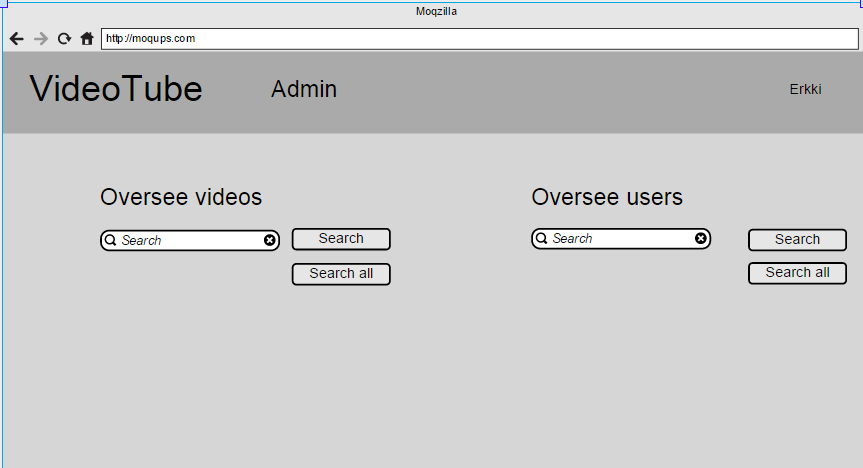 Moqzilla
http://moqups.com
VideoTube Admin Erkki
Oversee videos
Search Search
Search all
Oversee users
Search Search
Search all